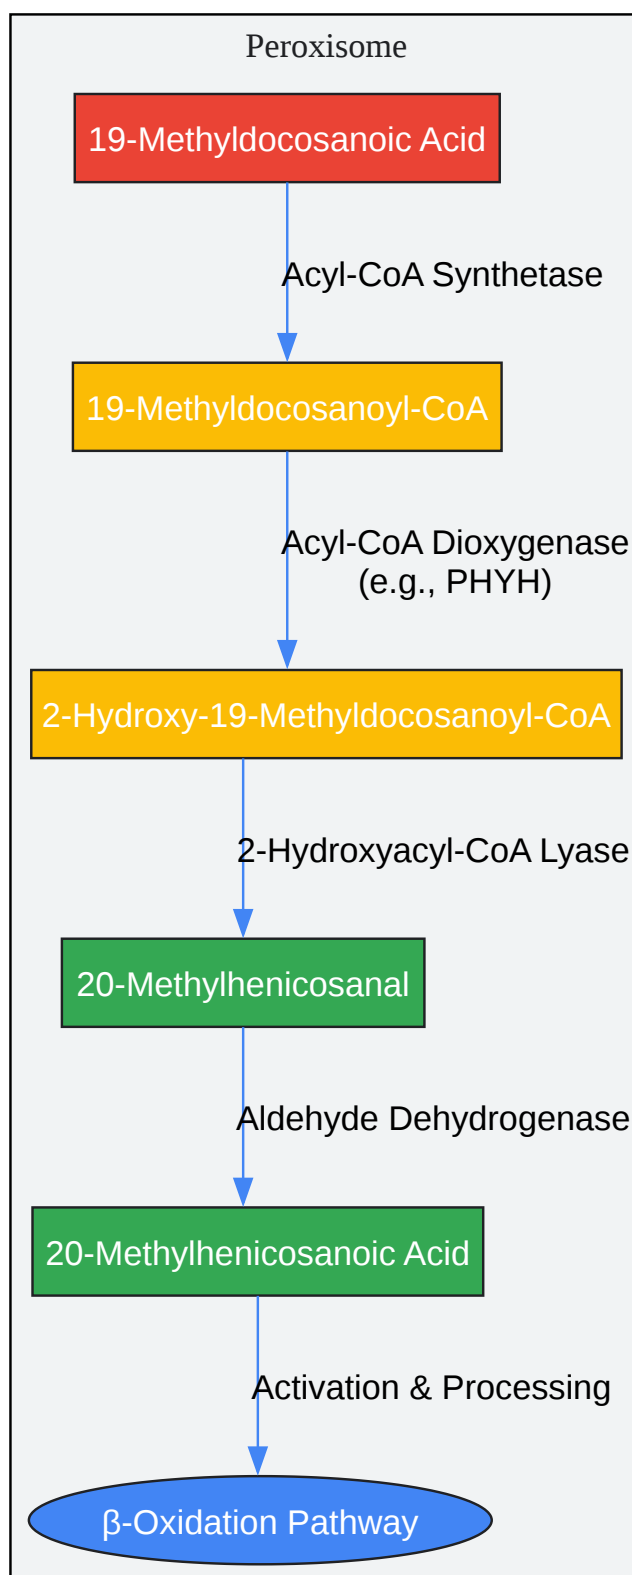 Peroxisome
19-Methyldocosanoic Acid
Acyl-CoA Synthetase
19-Methyldocosanoyl-CoA
Acyl-CoA Dioxygenase
(e.g., PHYH)
2-Hydroxy-19-Methyldocosanoyl-CoA
2-Hydroxyacyl-CoA Lyase
20-Methylhenicosanal
Aldehyde Dehydrogenase
20-Methylhenicosanoic Acid
Activation & Processing
β-Oxidation Pathway